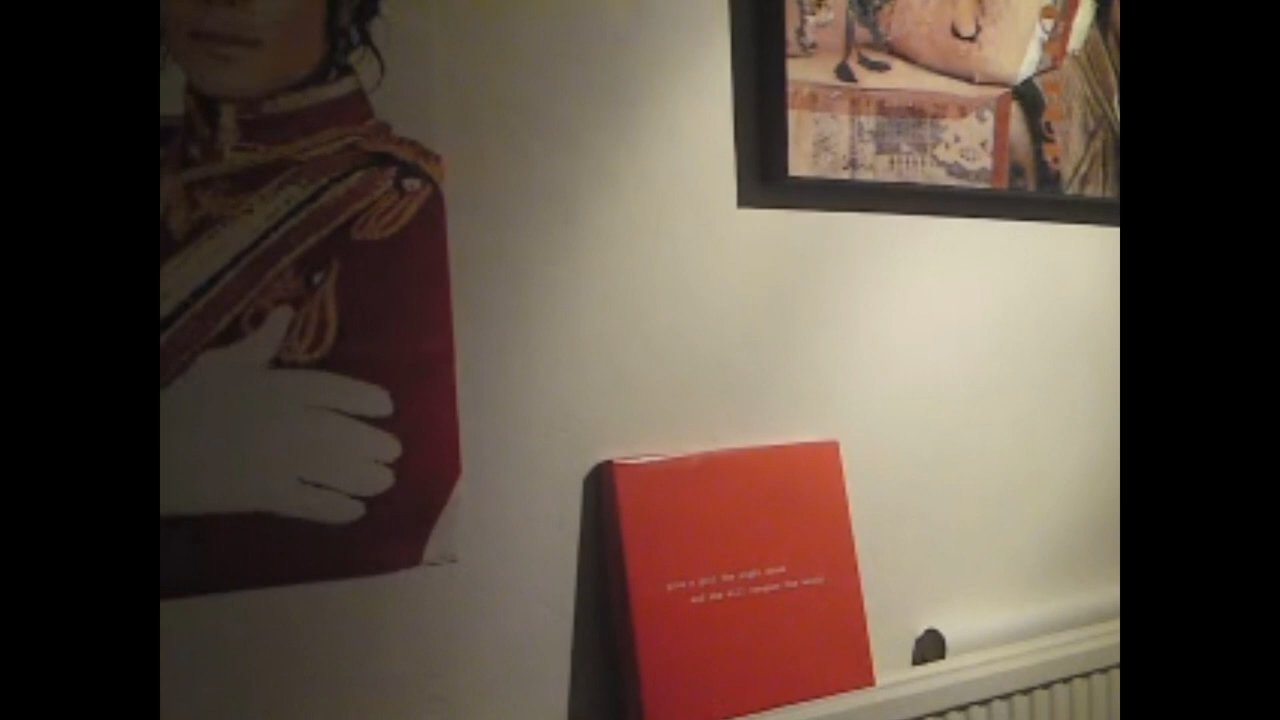 give a girl the right shoes
and she will conquer the world